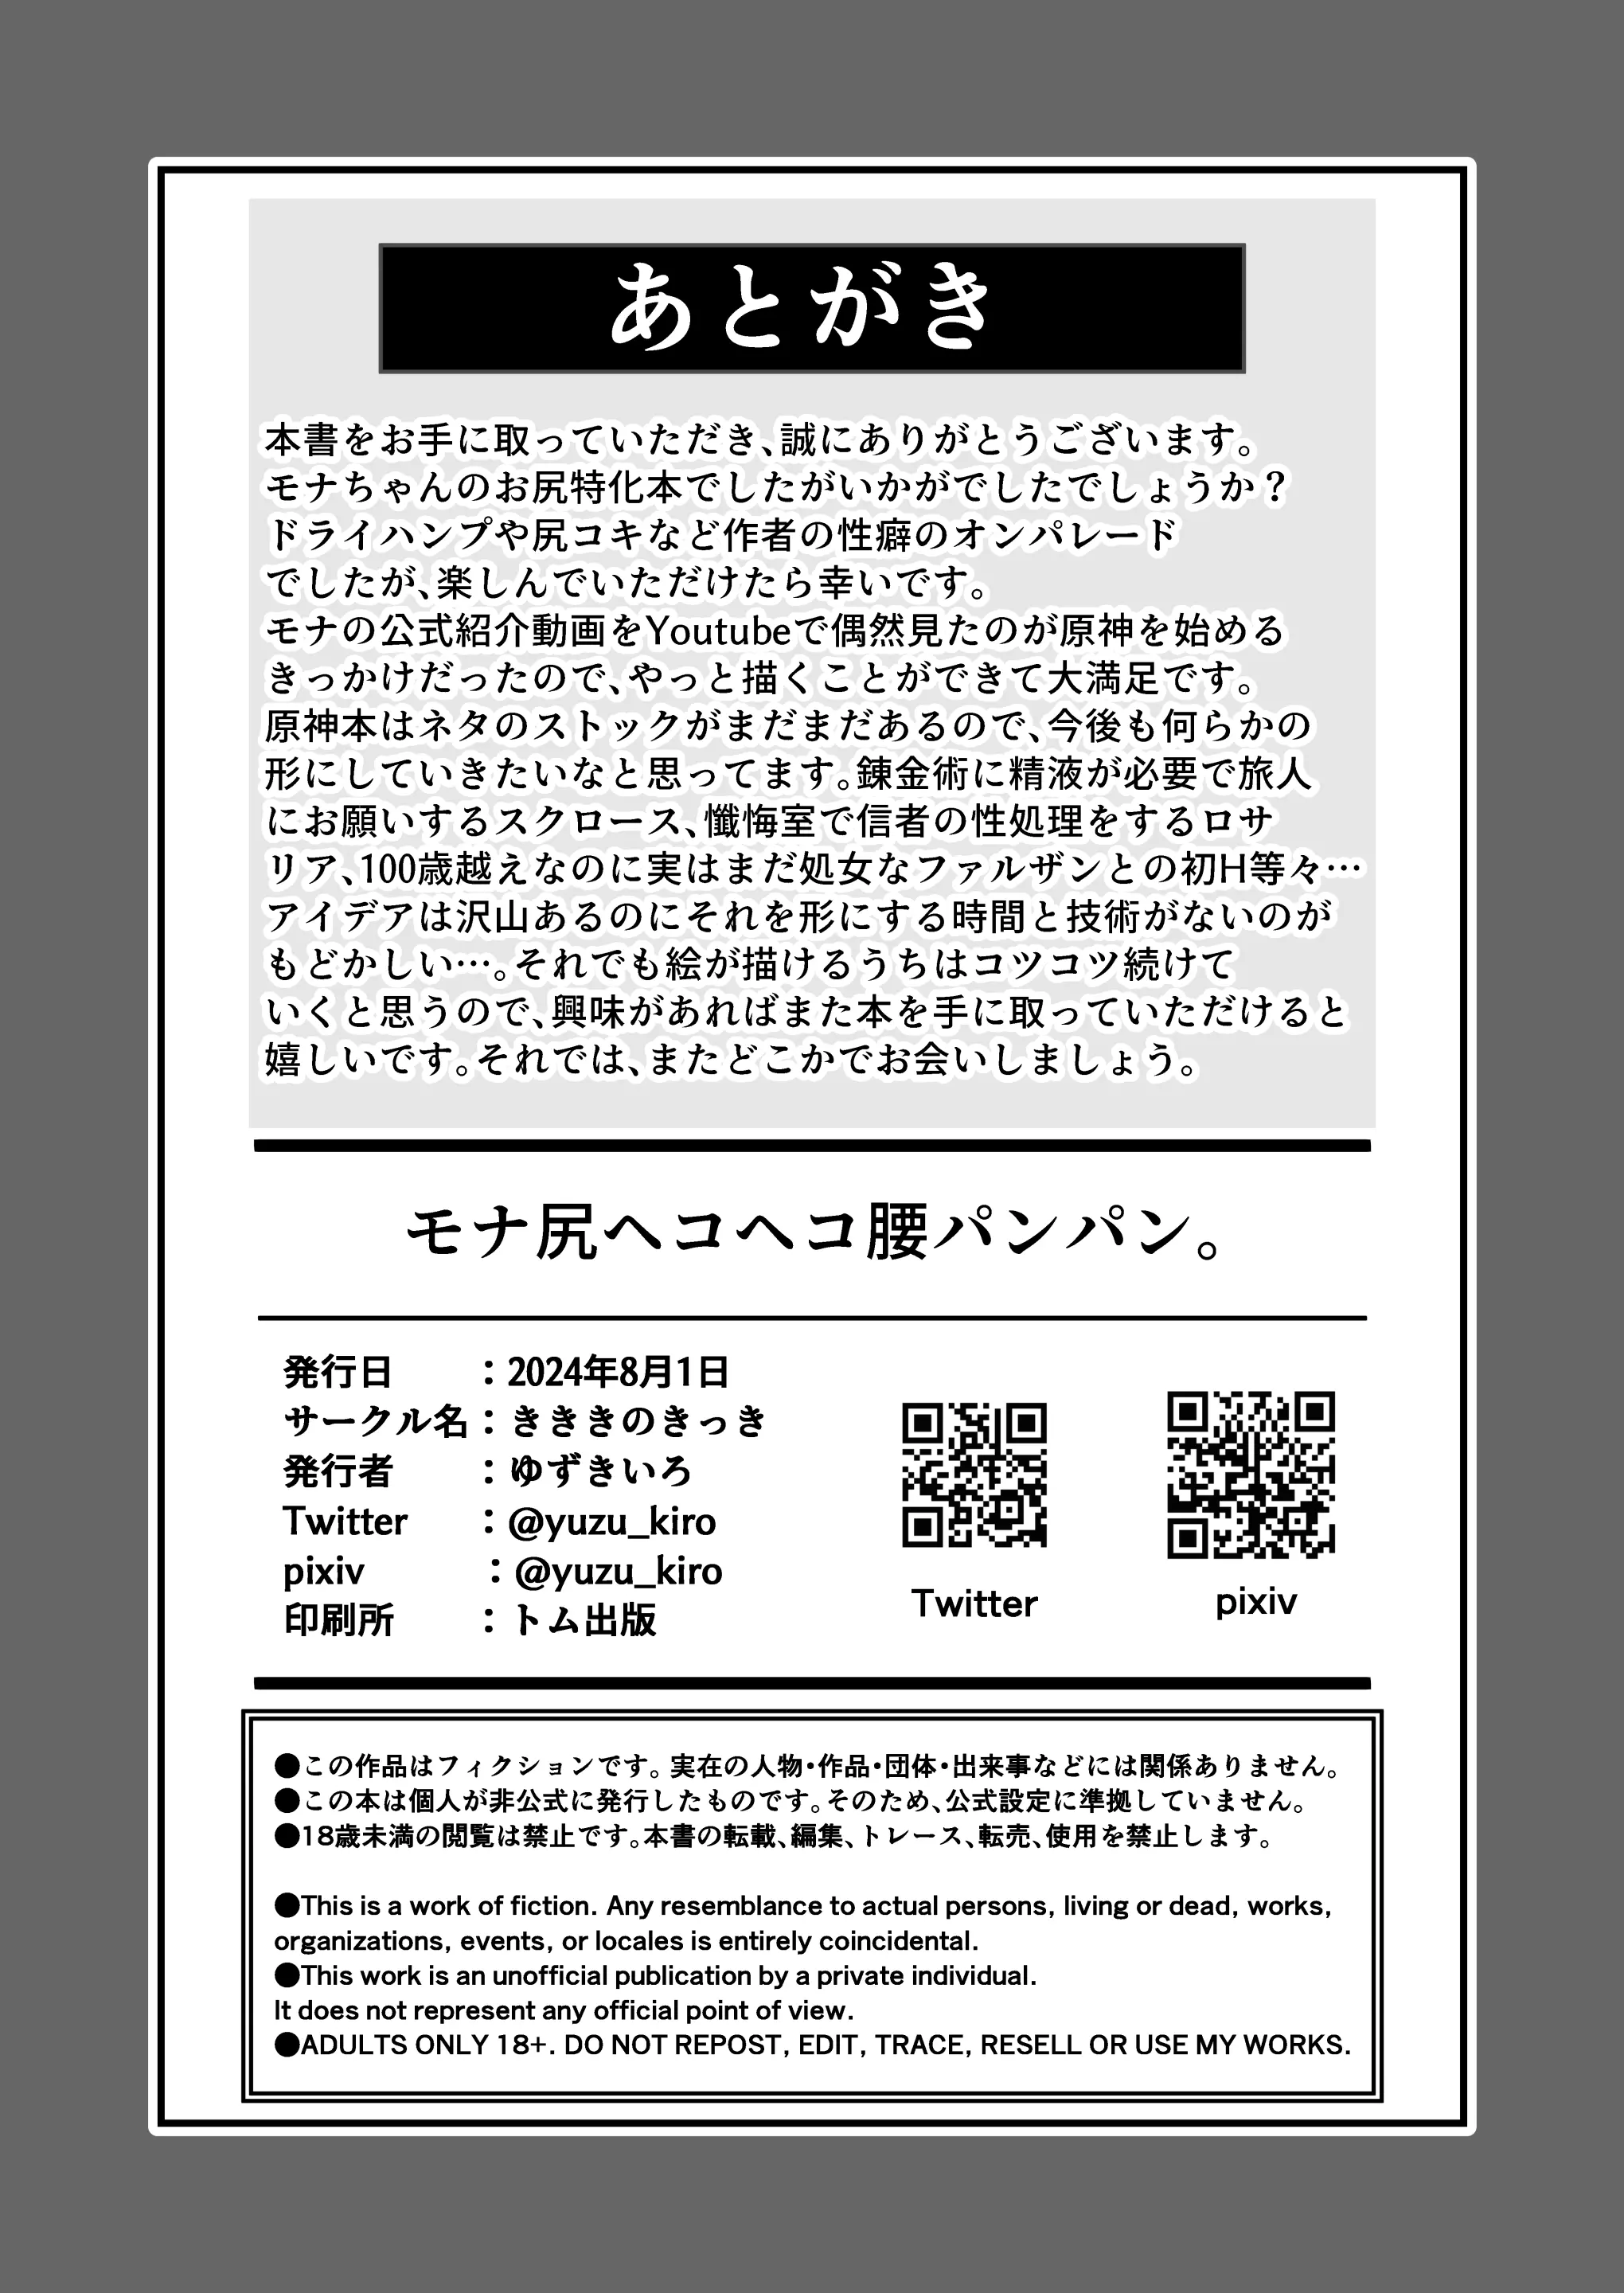 あとがき
本書をお手に取っていただき、誠にありがとうございます。
モナちゃんのお尻特化本でしたがいかがでしたでしょうか？
ドライハンプや尻コキなど作者の性癖のオンパレード
でしたが、楽しんでいただけたら幸いです。
モナの公式紹介動画をYoutubeで偶然見たのが原神を始める
きっかけだったので、やっと描くことができて大満足です。
原神本はネタのストックがまだまだあるので、今後も何らかの
形にしていきたいなと思ってます。錬金術に精液が必要で旅人
にお願いするスクロース、懺悔室で信者の性処理をするロサ
リア、100歳越えなのに実はまだ処女なファルザンとの初H等々…
アイデアは沢山あるのにそれを形にする時間と技術がないのが
もどかしい…。それでも絵が描けるうちはコツコツ続けて
いくと思うので、興味があればまた本を手に取っていただけると
嬉しいです。それでは、またどこかでお会いしましょう。
モナ尻ヘコヘコ腰パンパン。
発行日：2024年8月1日
サークル名：きききのきっき
発行者：ゆずきいろ
Twitter：@yuzu_kiro
pixiv：@yuzu_kiro
印刷所：トム出版
Twitter
pixiv
●この作品はフィクションです。実在の人物・作品・団体・出来事などには関係ありません。
●この本は個人が非公式に発行したものです。そのため、公式設定に準拠していません。
●18歳未満の閲覧は禁止です。本書の転載、編集、トレース、転売、使用を禁止します。
●This is a work of fiction. Any resemblance to actual persons, living or dead, works,
organizations, events, or locales is entirely coincidental.
●This work is an unofficial publication by a private individual.
It does not represent any official point of view.
●ADULTS ONLY 18+. DO NOT REPOST, EDIT, TRACE, RESELL OR USE MY WORKS.